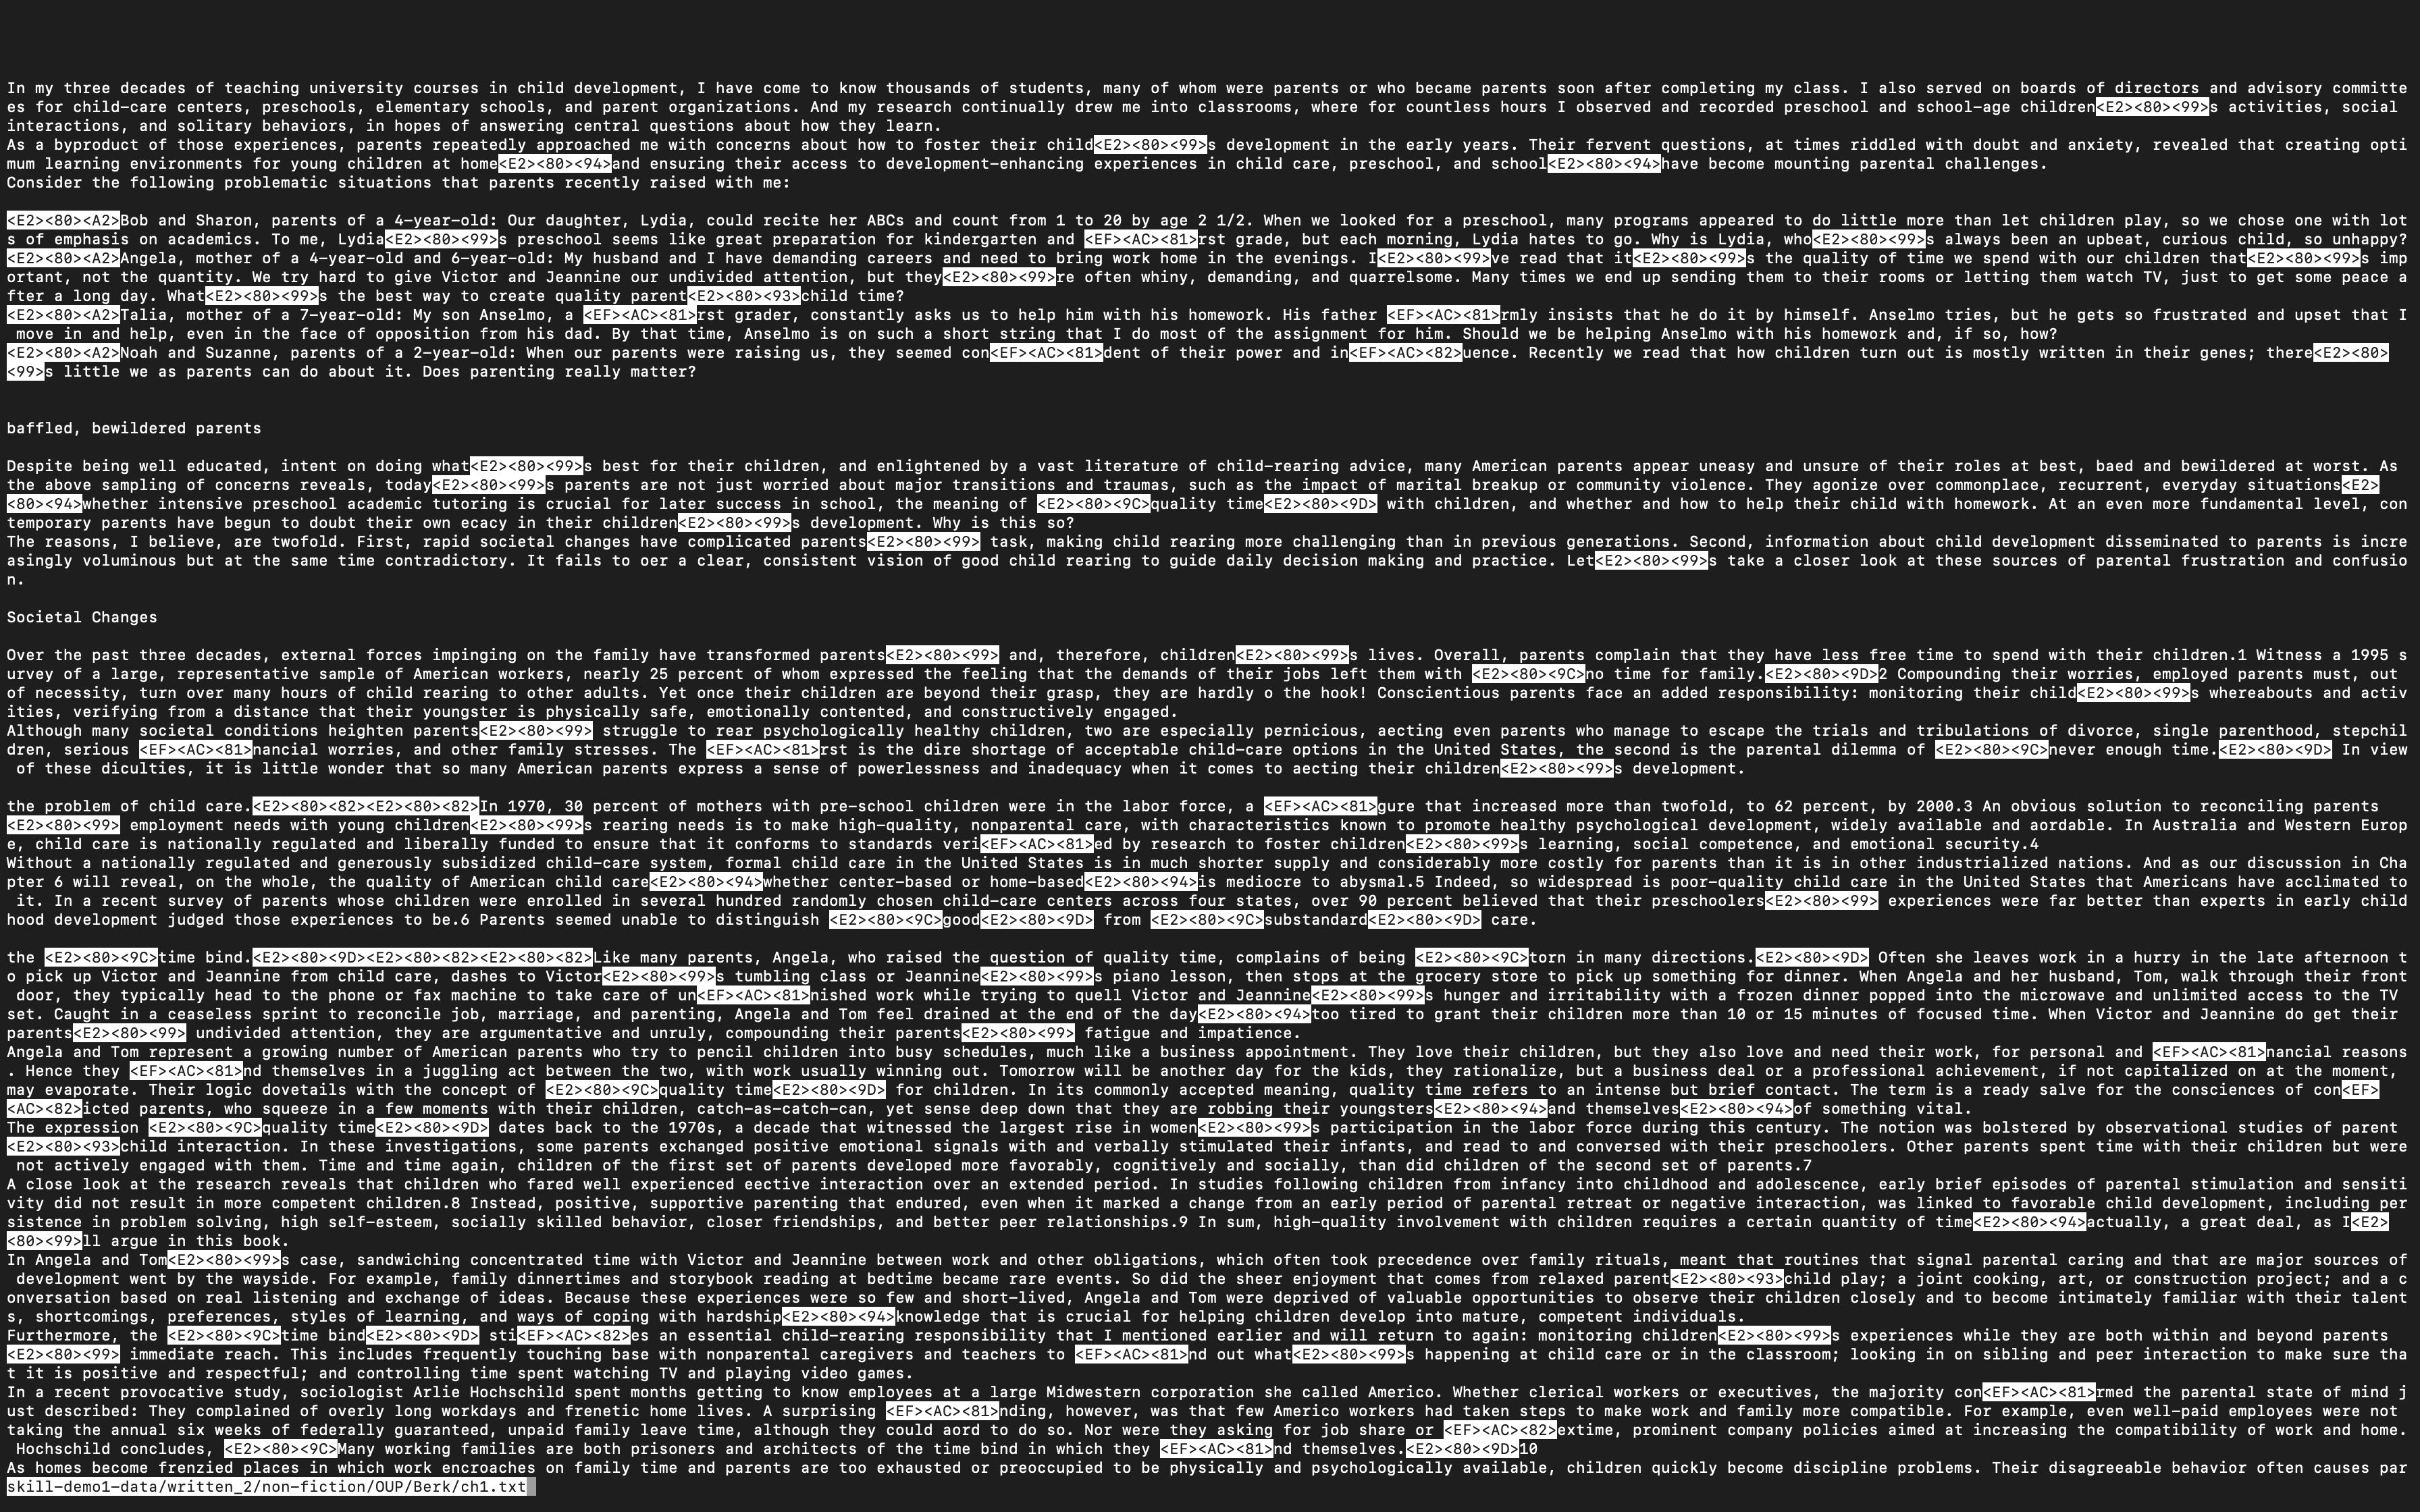 In my three decades of teaching university courses in child development, I have come to know thousands of students, many of whom were parents or who became parents soon after completing my class. I also served on boards of directors and advisory committe
es for child-care centers, preschools, elementary schools, and parent organizations. And my research continually drew me into classrooms, where for countless hours I observed and recorded preschool and school-age children<E2><80><99>s activities, social
interactions, and solitary behaviors, in hopes of answering central questions about how they learn.
As a byproduct of those experiences, parents repeatedly approached me with concerns about how to foster their child<E2><80><99>s development in the early years. Their fervent questions, at times riddled with doubt and anxiety, revealed that creating opti
mum learning environments for young children at home<E2><80><94>and ensuring their access to development-enhancing experiences in child care, preschool, and school<E2><80><94>have become mounting parental challenges.
Consider the following problematic situations that parents recently raised with me:
<E2><80><A2>Bob and Sharon, parents of a 4-year-old: Our daughter, Lydia, could recite her ABCs and count from 1 to 20 by age 2 1/2. When we looked for a preschool, many programs appeared to do little more than let children play, so we chose one with lot
s of emphasis on academics. To me, Lydia<E2><80><99>s preschool seems like great preparation for kindergarten and <EF><AC><81>rst grade, but each morning, Lydia hates to go. Why is Lydia, who<E2><80><99>s always been an upbeat, curious child, so unhappy?
<E2><80><A2>Angela, mother of a 4-year-old and 6-year-old: My husband and I have demanding careers and need to bring work home in the evenings. I<E2><80><99>ve read that it<E2><80><99>s the quality of time we spend with our children that<E2><80><99>s imp
ortant, not the quantity. We try hard to give Victor and Jeannine our undivided attention, but they<E2><80><99>re often whiny, demanding, and quarrelsome. Many times we end up sending them to their rooms or letting them watch TV, just to get some peace a
fter a long day. What<E2><80><99>s the best way to create quality parent<E2><80><93>child time?
<E2><80><A2>Talia, mother of a 7-year-old: My son Anselmo, a <EF><AC><81>rst grader, constantly asks us to help him with his homework. His father <EF><AC><81>rmly insists that he do it by himself. Anselmo tries, but he gets so frustrated and upset that I
move in and help, even in the face of opposition from his dad. By that time, Anselmo is on such a short string that I do most of the assignment for him. Should we be helping Anselmo with his homework and, if so, how?
<E2><80><A2>Noah and Suzanne, parents of a 2-year-old: When our parents were raising us, they seemed con<EF><AC><81>dent of their power and in<EF><AC><82>uence. Recently we read that how children turn out is mostly written in their genes; there<E2><80>
<99>s little we as parents can do about it. Does parenting really matter?
baffled, bewildered parents
Despite being well educated, intent on doing what<E2><80><99>s best for their children, and enlightened by a vast literature of child-rearing advice, many American parents appear uneasy and unsure of their roles at best, baed and bewildered at worst. As
the above sampling of concerns reveals, today<E2><80><99>s parents are not just worried about major transitions and traumas, such as the impact of marital breakup or community violence. They agonize over commonplace, recurrent, everyday situations<E2>
<80><94>whether intensive preschool academic tutoring is crucial for later success in school, the meaning of <E2><80><9C>quality time<E2><80><9D> with children, and whether and how to help their child with homework. At an even more fundamental level, con
temporary parents have begun to doubt their own ecacy in their children<E2><80><99>s development. Why is this so?
The reasons, I believe, are twofold. First, rapid societal changes have complicated parents<E2><80><99> task, making child rearing more challenging than in previous generations. Second, information about child development disseminated to parents is incre
asingly voluminous but at the same time contradictory. It fails to oer a clear, consistent vision of good child rearing to guide daily decision making and practice. Let<E2><80><99>s take a closer look at these sources of parental frustration and confusio
n.
Societal Changes
Over the past three decades, external forces impinging on the family have transformed parents<E2><80><99> and, therefore, children<E2><80><99>s lives. Overall, parents complain that they have less free time to spend with their children.1 Witness a 1995 s
urvey of a large, representative sample of American workers, nearly 25 percent of whom expressed the feeling that the demands of their jobs left them with <E2><80><9C>no time for family.<E2><80><9D>2 Compounding their worries, employed parents must, out
of necessity, turn over many hours of child rearing to other adults. Yet once their children are beyond their grasp, they are hardly o the hook! Conscientious parents face an added responsibility: monitoring their child<E2><80><99>s whereabouts and activ
ities, verifying from a distance that their youngster is physically safe, emotionally contented, and constructively engaged.
Although many societal conditions heighten parents<E2><80><99> struggle to rear psychologically healthy children, two are especially pernicious, aecting even parents who manage to escape the trials and tribulations of divorce, single parenthood, stepchil
dren, serious <EF><AC><81>nancial worries, and other family stresses. The <EF><AC><81>rst is the dire shortage of acceptable child-care options in the United States, the second is the parental dilemma of <E2><80><9C>never enough time.<E2><80><9D> In view
of these diculties, it is little wonder that so many American parents express a sense of powerlessness and inadequacy when it comes to aecting their children<E2><80><99>s development.
the problem of child care.<E2><80><82><E2><80><82>In 1970, 30 percent of mothers with pre-school children were in the labor force, a <EF><AC><81>gure that increased more than twofold, to 62 percent, by 2000.3 An obvious solution to reconciling parents
<E2><80><99> employment needs with young children<E2><80><99>s rearing needs is to make high-quality, nonparental care, with characteristics known to promote healthy psychological development, widely available and aordable. In Australia and Western Europ
e, child care is nationally regulated and liberally funded to ensure that it conforms to standards veri<EF><AC><81>ed by research to foster children<E2><80><99>s learning, social competence, and emotional security.4
Without a nationally regulated and generously subsidized child-care system, formal child care in the United States is in much shorter supply and considerably more costly for parents than it is in other industrialized nations. And as our discussion in Cha
pter 6 will reveal, on the whole, the quality of American child care<E2><80><94>whether center-based or home-based<E2><80><94>is mediocre to abysmal.5 Indeed, so widespread is poor-quality child care in the United States that Americans have acclimated to
it. In a recent survey of parents whose children were enrolled in several hundred randomly chosen child-care centers across four states, over 90 percent believed that their preschoolers<E2><80><99> experiences were far better than experts in early child
hood development judged those experiences to be.6 Parents seemed unable to distinguish <E2><80><9C>good<E2><80><9D> from <E2><80><9C>substandard<E2><80><9D> care.
the <E2><80><9C>time bind.<E2><80><9D><E2><80><82><E2><80><82>Like many parents, Angela, who raised the question of quality time, complains of being <E2><80><9C>torn in many directions.<E2><80><9D> Often she leaves work in a hurry in the late afternoon t
o pick up Victor and Jeannine from child care, dashes to Victor<E2><80><99>s tumbling class or Jeannine<E2><80><99>s piano lesson, then stops at the grocery store to pick up something for dinner. When Angela and her husband, Tom, walk through their front
door, they typically head to the phone or fax machine to take care of un<EF><AC><81>nished work while trying to quell Victor and Jeannine<E2><80><99>s hunger and irritability with a frozen dinner popped into the microwave and unlimited access to the TV
set. Caught in a ceaseless sprint to reconcile job, marriage, and parenting, Angela and Tom feel drained at the end of the day<E2><80><94>too tired to grant their children more than 10 or 15 minutes of focused time. When Victor and Jeannine do get their
parents<E2><80><99> undivided attention, they are argumentative and unruly, compounding their parents<E2><80><99> fatigue and impatience.
Angela and Tom represent a growing number of American parents who try to pencil children into busy schedules, much like a business appointment. They love their children, but they also love and need their work, for personal and <EF><AC><81>nancial reasons
. Hence they <EF><AC><81>nd themselves in a juggling act between the two, with work usually winning out. Tomorrow will be another day for the kids, they rationalize, but a business deal or a professional achievement, if not capitalized on at the moment,
may evaporate. Their logic dovetails with the concept of <E2><80><9C>quality time<E2><80><9D> for children. In its commonly accepted meaning, quality time refers to an intense but brief contact. The term is a ready salve for the consciences of con<EF>
<AC><82>icted parents, who squeeze in a few moments with their children, catch-as-catch-can, yet sense deep down that they are robbing their youngsters<E2><80><94>and themselves<E2><80><94>of something vital.
The expression <E2><80><9C>quality time<E2><80><9D> dates back to the 1970s, a decade that witnessed the largest rise in women<E2><80><99>s participation in the labor force during this century. The notion was bolstered by observational studies of parent
<E2><80><93>child interaction. In these investigations, some parents exchanged positive emotional signals with and verbally stimulated their infants, and read to and conversed with their preschoolers. Other parents spent time with their children but were
not actively engaged with them. Time and time again, children of the first set of parents developed more favorably, cognitively and socially, than did children of the second set of parents.7
A close look at the research reveals that children who fared well experienced eective interaction over an extended period. In studies following children from infancy into childhood and adolescence, early brief episodes of parental stimulation and sensiti
vity did not result in more competent children.8 Instead, positive, supportive parenting that endured, even when it marked a change from an early period of parental retreat or negative interaction, was linked to favorable child development, including per
sistence in problem solving, high self-esteem, socially skilled behavior, closer friendships, and better peer relationships.9 In sum, high-quality involvement with children requires a certain quantity of time<E2><80><94>actually, a great deal, as I<E2>
<80><99>ll argue in this book.
In Angela and Tom<E2><80><99>s case, sandwiching concentrated time with Victor and Jeannine between work and other obligations, which often took precedence over family rituals, meant that routines that signal parental caring and that are major sources of
development went by the wayside. For example, family dinnertimes and storybook reading at bedtime became rare events. So did the sheer enjoyment that comes from relaxed parent<E2><80><93>child play; a joint cooking, art, or construction project; and a c
onversation based on real listening and exchange of ideas. Because these experiences were so few and short-lived, Angela and Tom were deprived of valuable opportunities to observe their children closely and to become intimately familiar with their talent
s, shortcomings, preferences, styles of learning, and ways of coping with hardship<E2><80><94>knowledge that is crucial for helping children develop into mature, competent individuals.
Furthermore, the <E2><80><9C>time bind<E2><80><9D> sti<EF><AC><82>es an essential child-rearing responsibility that I mentioned earlier and will return to again: monitoring children<E2><80><99>s experiences while they are both within and beyond parents
<E2><80><99> immediate reach. This includes frequently touching base with nonparental caregivers and teachers to <EF><AC><81>nd out what<E2><80><99>s happening at child care or in the classroom; looking in on sibling and peer interaction to make sure tha
t it is positive and respectful; and controlling time spent watching TV and playing video games.
In a recent provocative study, sociologist Arlie Hochschild spent months getting to know employees at a large Midwestern corporation she called Americo. Whether clerical workers or executives, the majority con<EF><AC><81>rmed the parental state of mind j
ust described: They complained of overly long workdays and frenetic home lives. A surprising <EF><AC><81>nding, however, was that few Americo workers had taken steps to make work and family more compatible. For example, even well-paid employees were not
taking the annual six weeks of federally guaranteed, unpaid family leave time, although they could aord to do so. Nor were they asking for job share or <EF><AC><82>extime, prominent company policies aimed at increasing the compatibility of work and home.
Hochschild concludes, <E2><80><9C>Many working families are both prisoners and architects of the time bind in which they <EF><AC><81>nd themselves.<E2><80><9D>10
As homes become frenzied places in which work encroaches on family time and parents are too exhausted or preoccupied to be physically and psychologically available, children quickly become discipline problems. Their disagreeable behavior often causes par
skill-demo1-data/written_2/non-fiction/OUP/Berk/ch1.txt